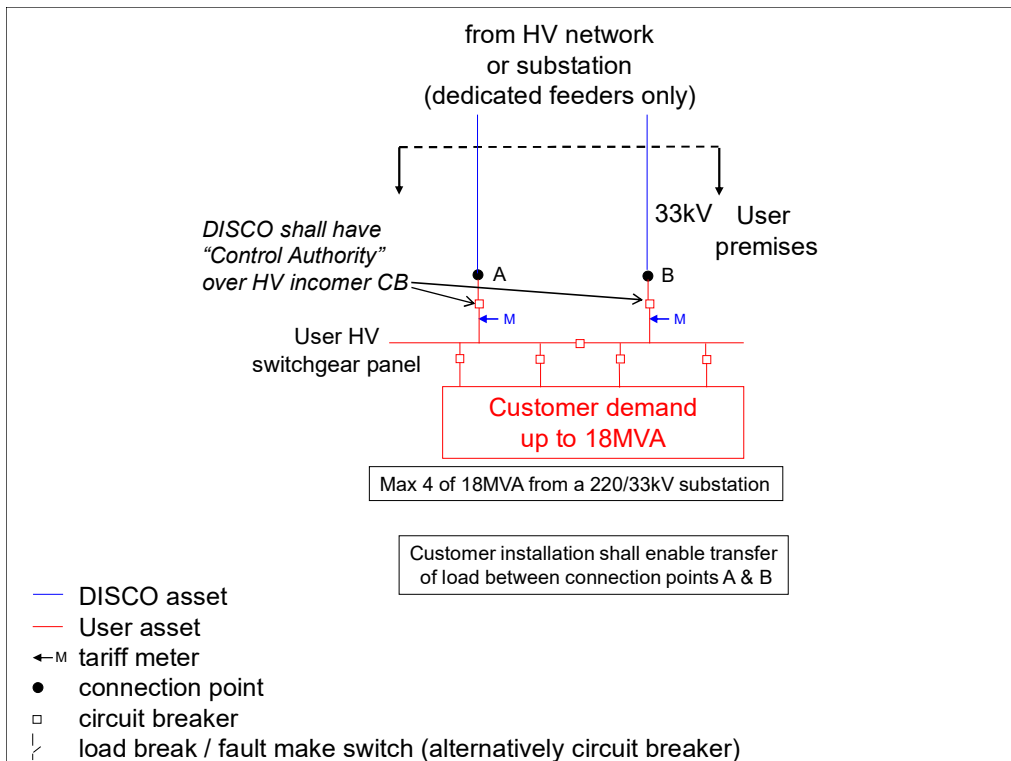 from HV network
or substation
(dedicated feeders only)
33kV
User
premises
DISCO shall have
“Control Authority”
over HV incomer CB
A
B
M
M
User HV
switchgear panel
Customer demand
up to 18MVA
Max 4 of 18MVA from a 220/33kV substation
Customer installation shall enable transfer
of load between connection points A & B
DISCO asset
User asset
M tariff meter
connection point
circuit breaker
load break / fault make switch (alternatively circuit breaker)